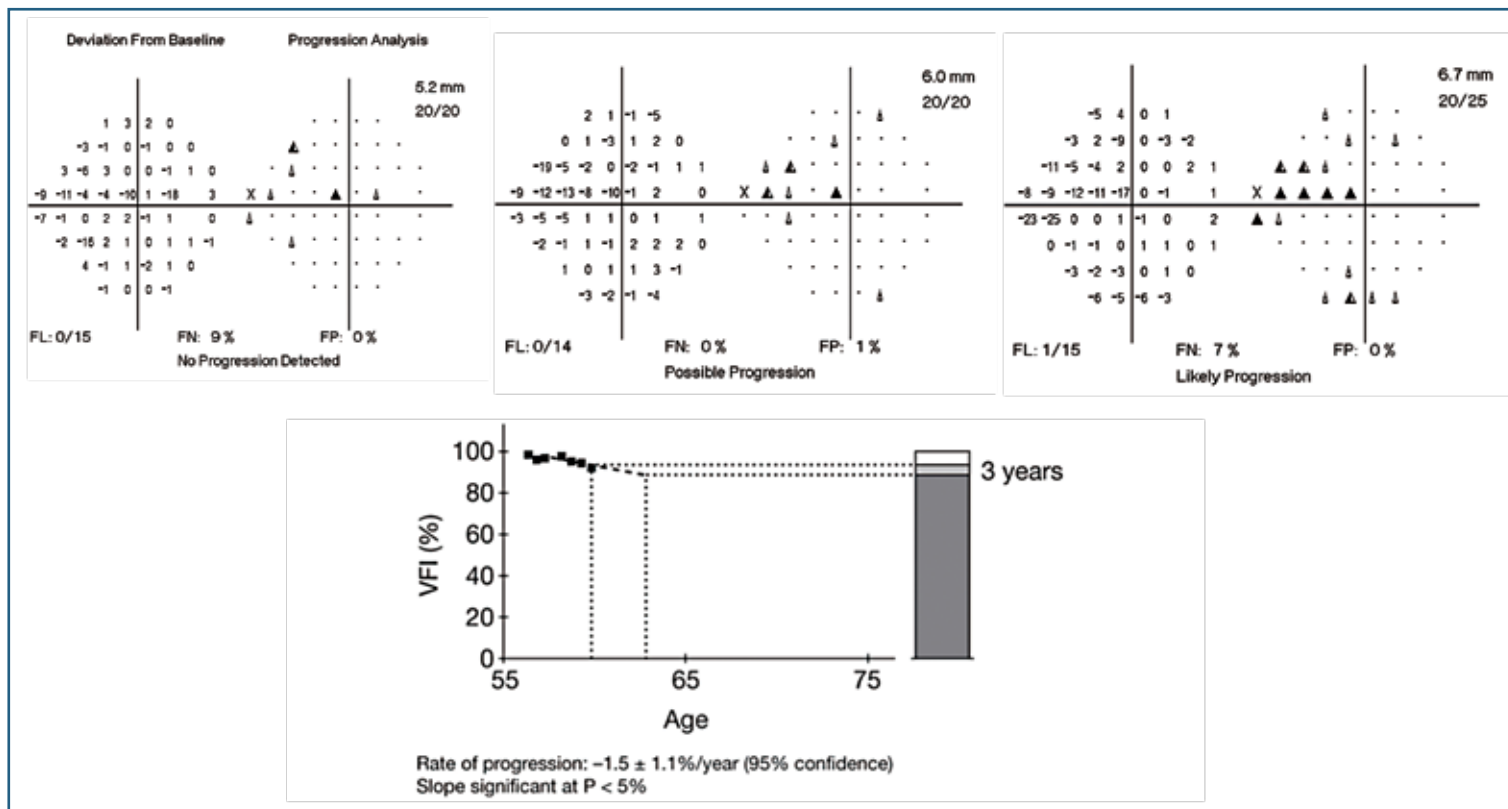 Deviation From Baseline Progression Analysis
5.2 mm
20/20
1 3 2 0
-3 -1 0 -1 0 0
3 -6 3 0 0 -1 1 0
-9 -11 -4 -4 -10 1 -18 3 X
-7 -1 0 2 2 -1 1 0
-2 -15 2 1 0 1 1 -1
4 -1 1 -2 1 0
-1 0 0 -1
FL: 0/15 FN: 9% FP: 0%
No Progression Detected
6.0 mm
20/20
2 1 -1 -5
0 1 -3 1 2 0
-19 -5 -2 0 -2 -1 1 1
-9 -12 -13 -8 -10 -1 2 0 X
-3 -5 -5 1 1 0 1 1
-2 -1 1 -1 2 2 2 0
1 0 1 1 3 -1
-3 -2 -1 -4
FL: 0/14 FN: 0% FP: 1%
Possible Progression
6.7 mm
20/25
-5 4 0 1
-3 2 -9 0 -3 -2
-11 -5 -4 2 0 0 2 1
-8 -9 -12 -11 -17 0 -1 1 X
-23 -25 0 0 1 -1 0 2
0 -1 -1 0 1 1 0 1
-3 -2 -3 0 1 0
-6 -5 -6 -3
FL: 1/15 FN: 7% FP: 0%
Likely Progression
VFI (%)
100
80
60
40
20
0
55 65 75
Age
3 years
Rate of progression: –1.5 ± 1.1%/year (95% confidence)
Slope significant at P < 5%